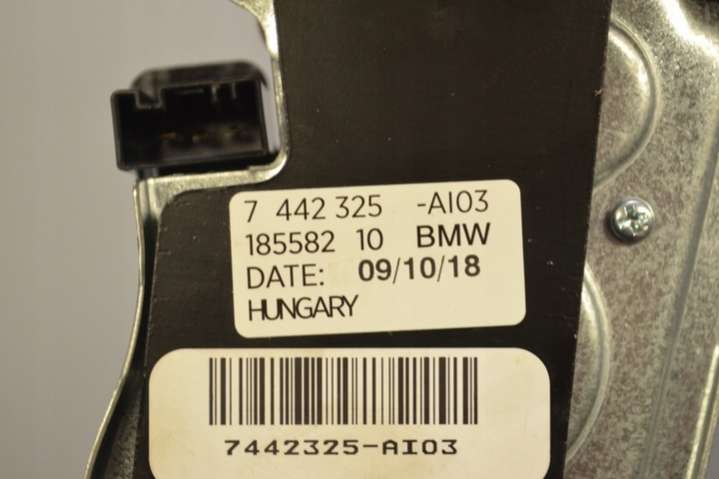 7 442 325 -AI03
185582 10 BMW
DATE: 09/10/18
HUNGARY
7442325-AI03